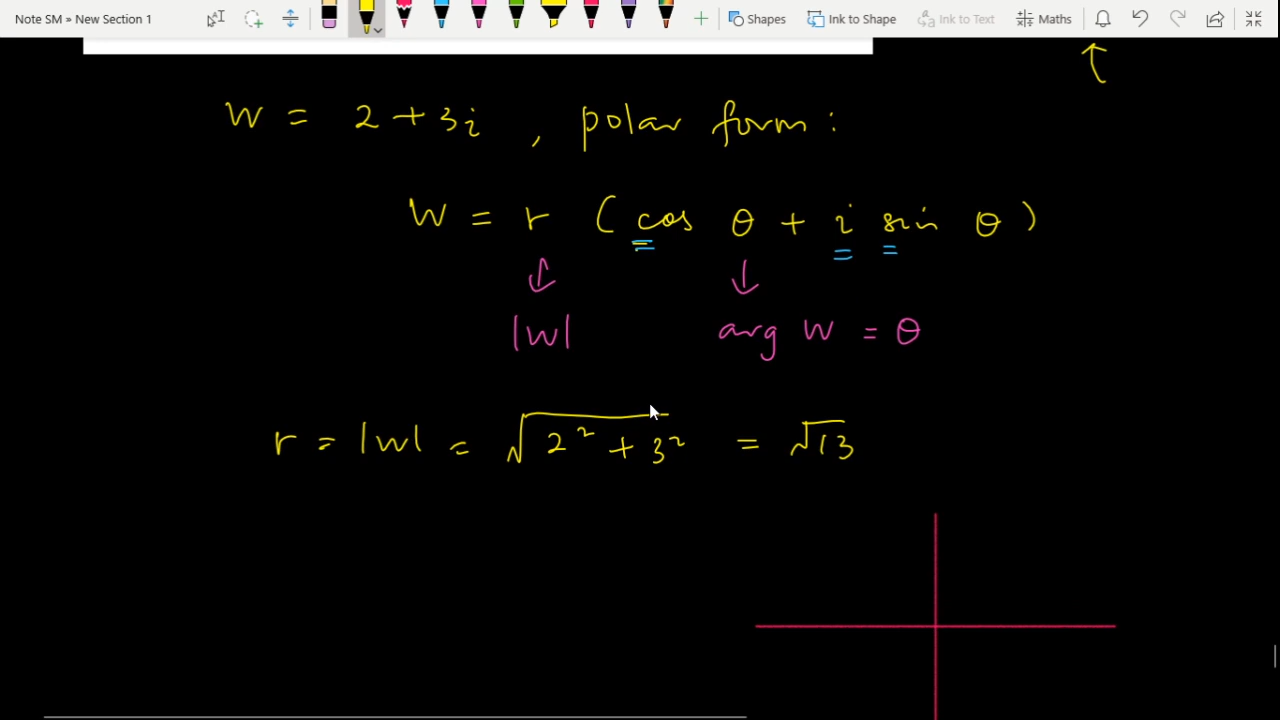 Note SM » New Section 1 Shapes Ink to Shape Ink to Text Maths
W = 2 + 3i , polar form :
W = r ( cos θ + i sin θ )
|w| arg w = θ
r = |w| = √2² + 3² = √13